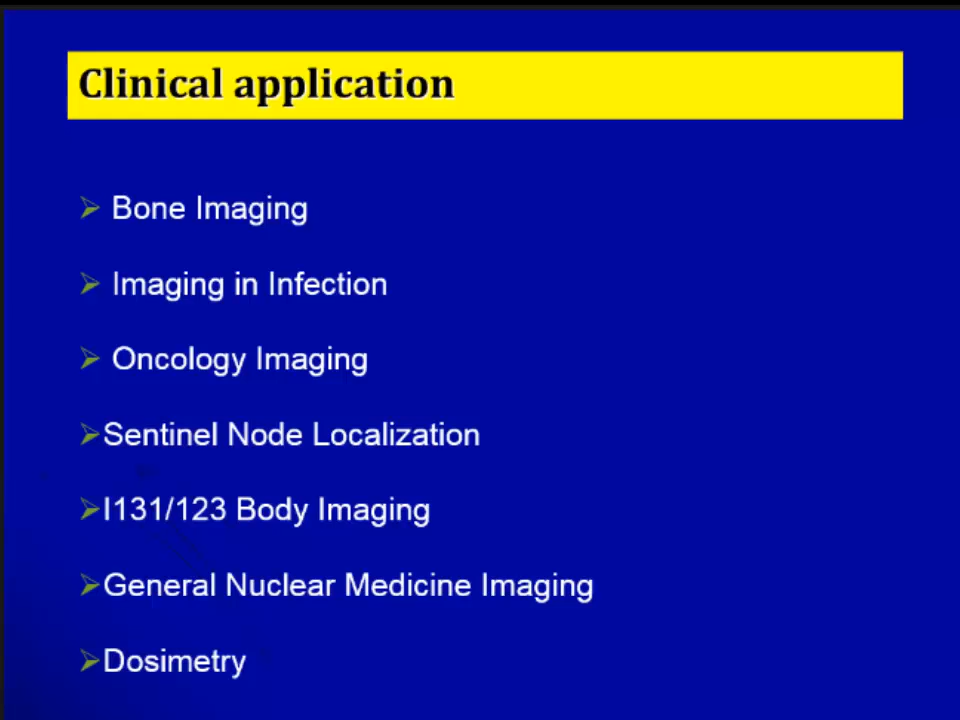 Clinical application
Bone Imaging
Imaging in Infection
Oncology Imaging
Sentinel Node Localization
I131/123 Body Imaging
General Nuclear Medicine Imaging
Dosimetry